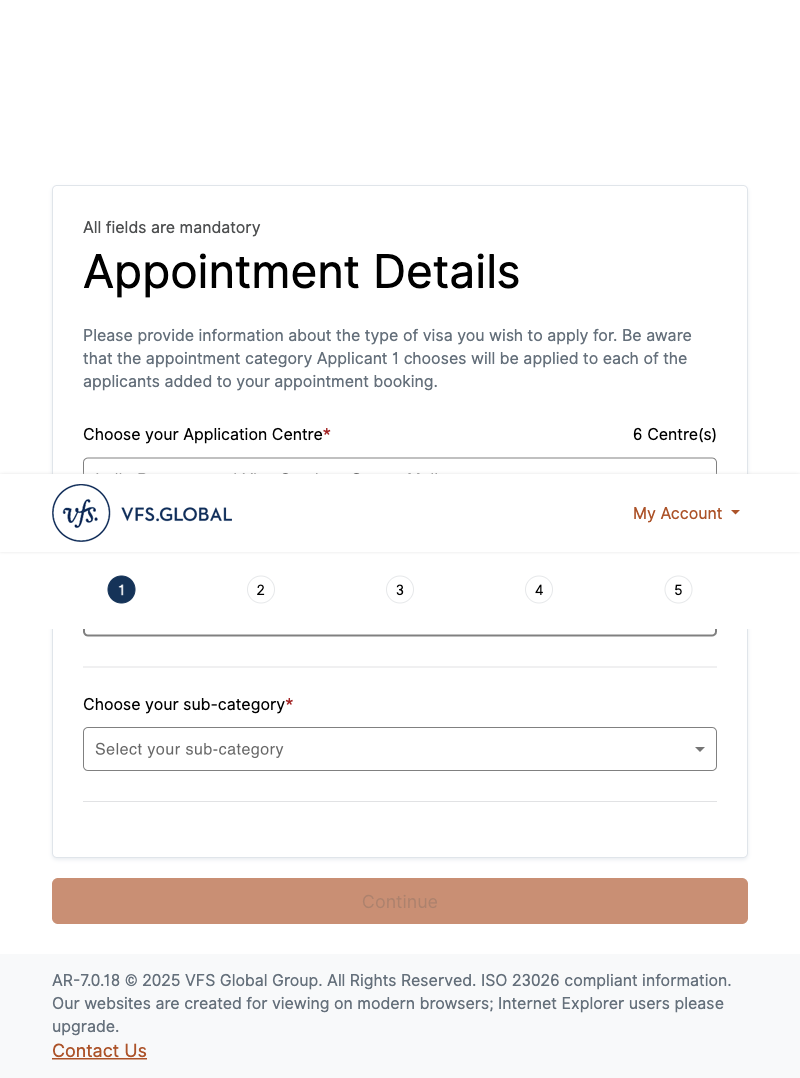 All fields are mandatory
Appointment Details
Please provide information about the type of visa you wish to apply for. Be aware
that the appointment category Applicant 1 chooses will be applied to each of the
applicants added to your appointment booking.
Choose your Application Centre* 6 Centre(s)
vfs. VFS.GLOBAL My Account
1 2 3 4 5
Choose your sub-category*
Select your sub-category
Continue
AR-7.0.18 © 2025 VFS Global Group. All Rights Reserved. ISO 23026 compliant information.
Our websites are created for viewing on modern browsers; Internet Explorer users please
upgrade.
Contact Us